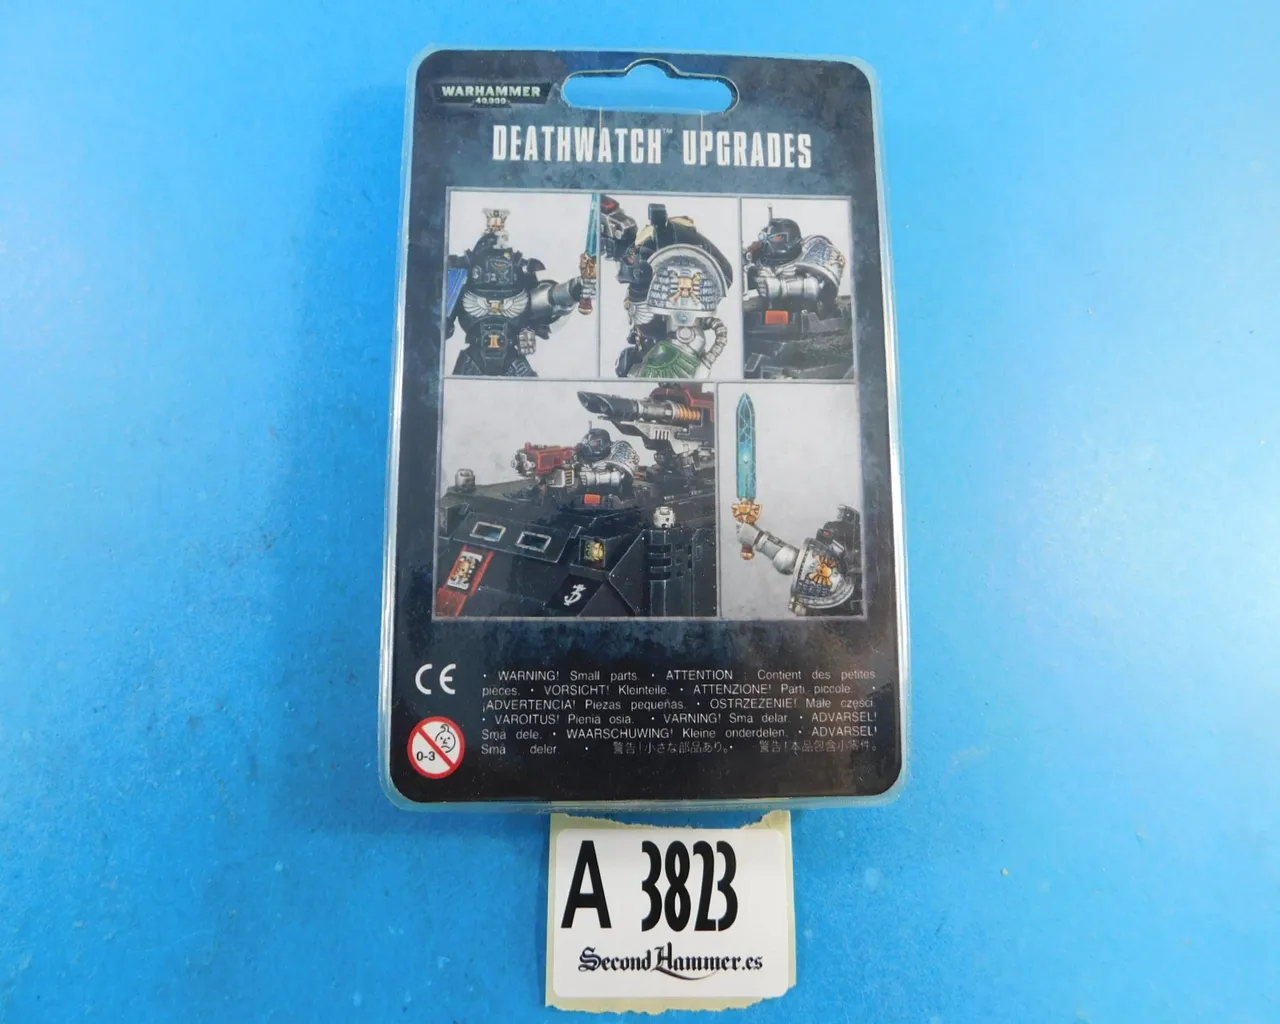 WARHAMMER
40,000
DEATHWATCH™ UPGRADES
CE • WARNING! Small parts. • ATTENTION : Contient des petites
pièces. • VORSICHT! Kleinteile. • ATTENZIONE! Parti piccole. •
¡ADVERTENCIA! Piezas pequeñas. • OSTRZEŻENIE! Małe części.
• VAROITUS! Pieniä osia. • VARNING! Små delar. • ADVARSEL!
Små dele. • WAARSCHUWING! Kleine onderdelen. • ADVARSEL!
Små deler. • 警告!小さな部品あり。• 警告!本品包含小零件。
0-3
A 3823
SecondHammer.es